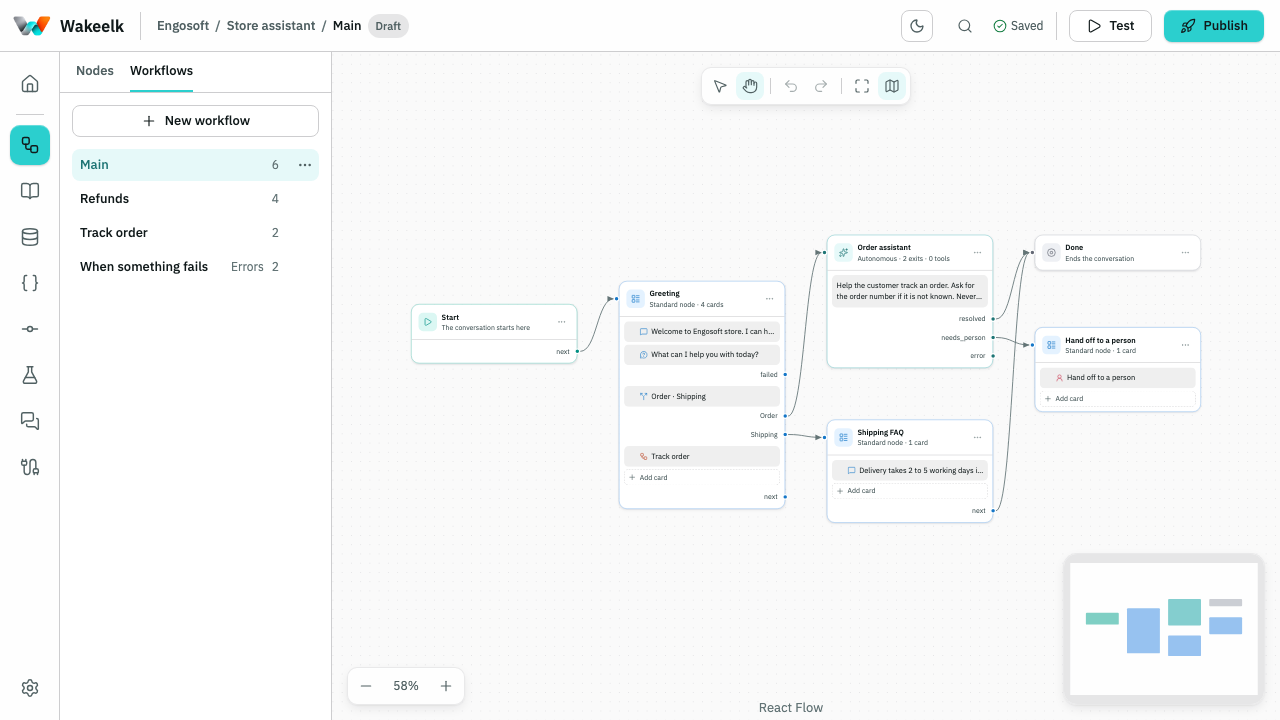 Wakeelk
Engosoft / Store assistant / Main Draft
Saved
Test
Publish
Nodes Workflows
New workflow
Main 6
Refunds 4
Track order 2
When something fails Errors 2
Start
The conversation starts here
next
Greeting
Standard node · 4 cards
Welcome to Engosoft store. I can h...
What can I help you with today?
failed
Order · Shipping
Order
Shipping
Track order
+ Add card
next
Order assistant
Autonomous · 2 exits · 0 tools
Help the customer track an order. Ask for
the order number if it is not known. Never...
resolved
needs_person
error
Shipping FAQ
Standard node · 1 card
Delivery takes 2 to 5 working days i...
+ Add card
next
Done
Ends the conversation
Hand off to a person
Standard node · 1 card
Hand off to a person
+ Add card
58%
React Flow